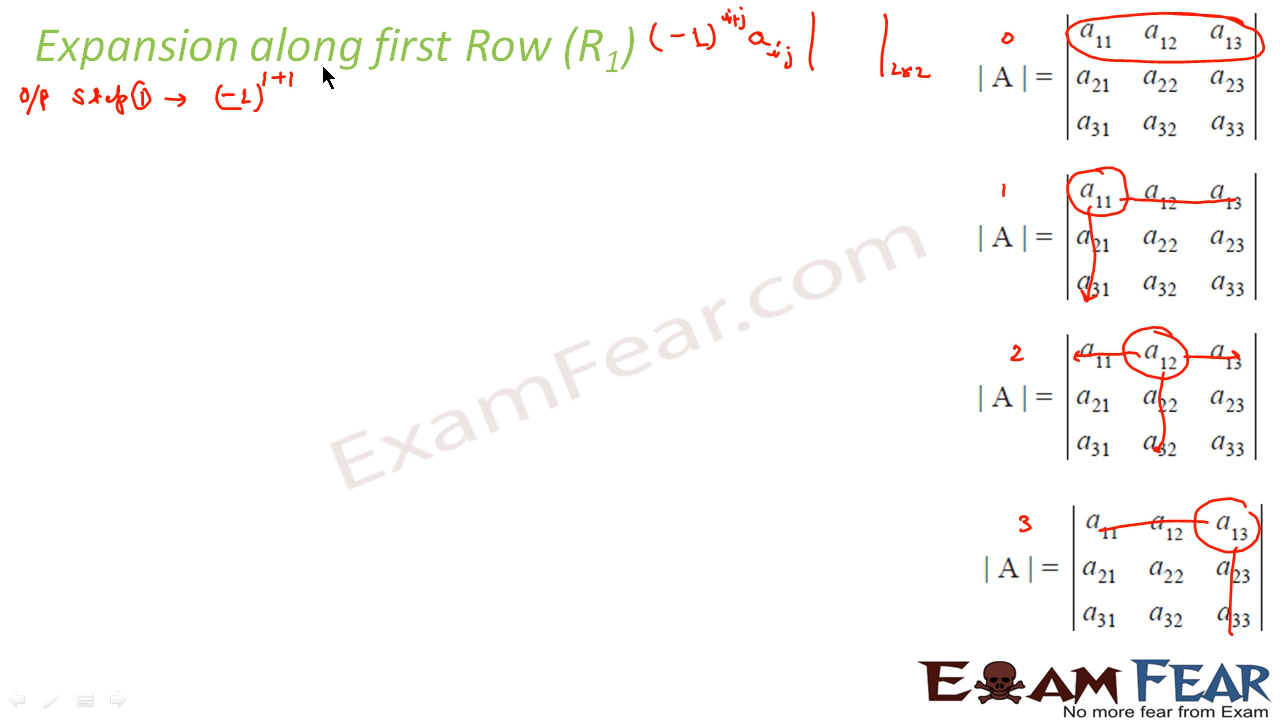 Expansion along first Row (R₁) (-1)ⁱ⁺ʲ aᵢⱼ | |₂ₓ₂
O/P Step(1) → (-1)¹⁺¹
0
| A | = | a₁₁ a₁₂ a₁₃ |
a₂₁ a₂₂ a₂₃
a₃₁ a₃₂ a₃₃
1
a₁₁ a₁₂ a₁₃
| A | = | a₂₁ a₂₂ a₂₃ |
a₃₁ a₃₂ a₃₃
2
a₁₁ a₁₂ a₁₃
| A | = | a₂₁ a₂₂ a₂₃ |
a₃₁ a₃₂ a₃₃
3
a₁₁ a₁₂ a₁₃
| A | = | a₂₁ a₂₂ a₂₃ |
a₃₁ a₃₂ a₃₃
ExamFear.com
EXAM FEAR
No more fear from Exam